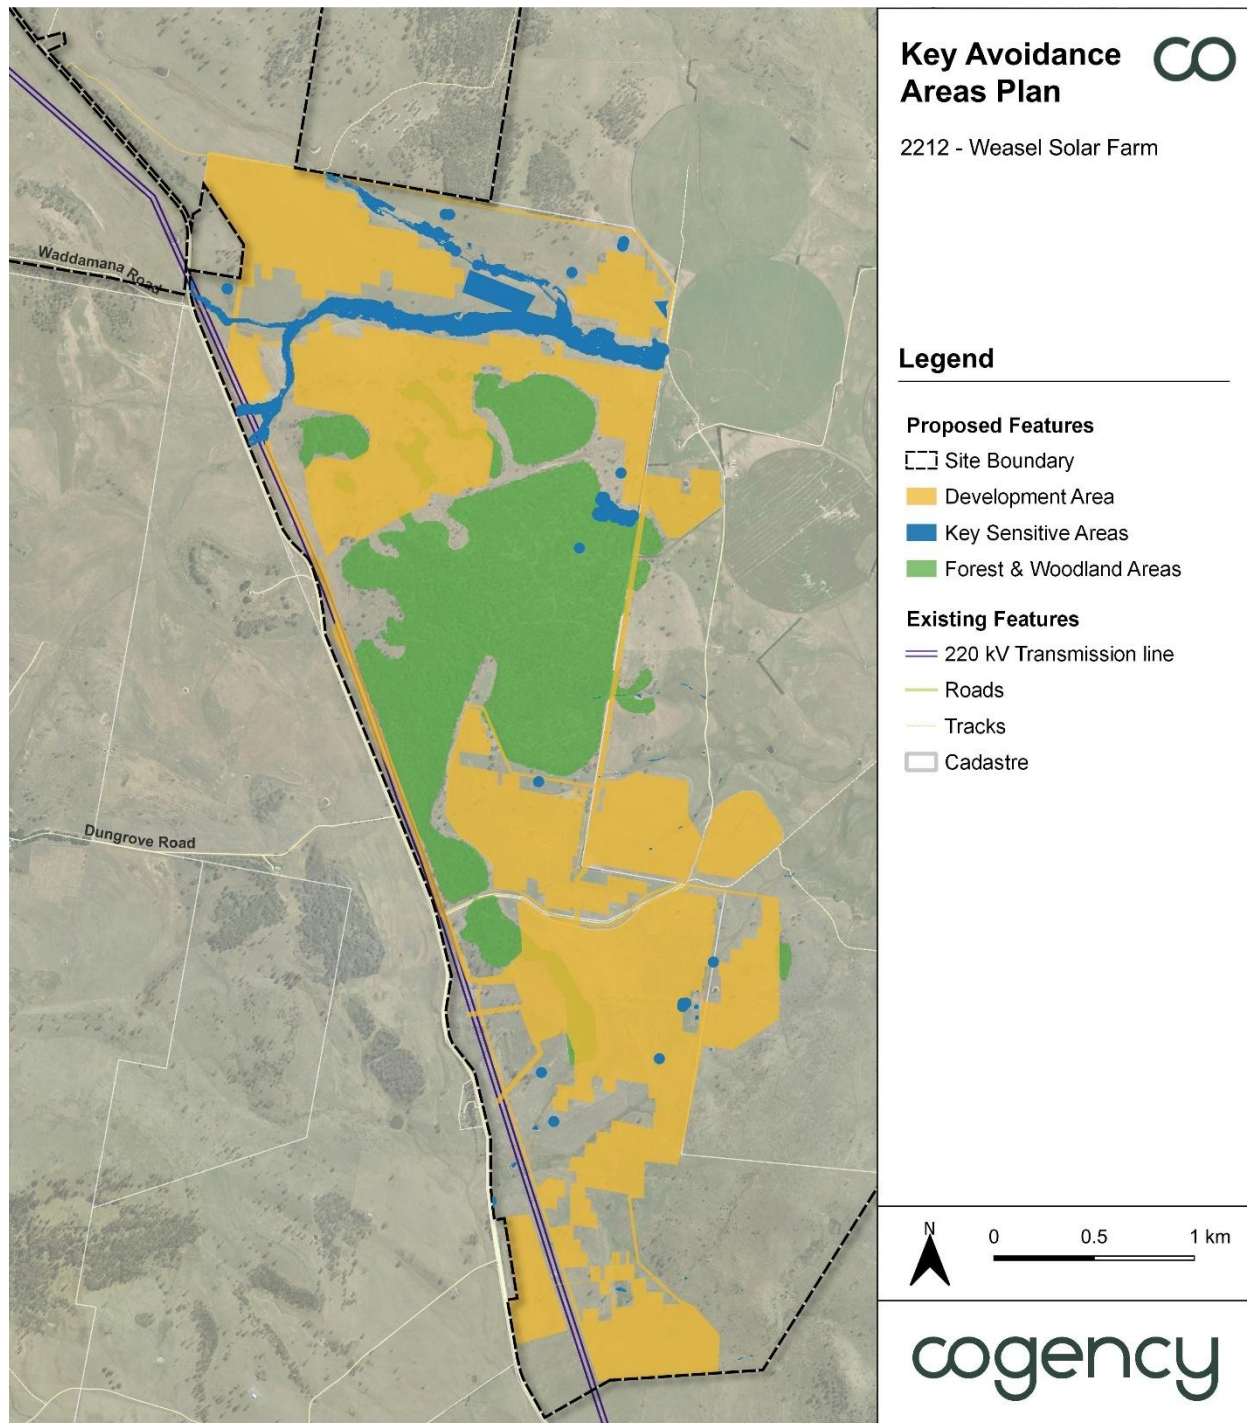 Key Avoidance
Areas Plan
CO
2212 - Weasel Solar Farm
Waddamana Road
Dungrove Road
Legend
Proposed Features
Site Boundary
Development Area
Key Sensitive Areas
Forest & Woodland Areas
Existing Features
220 kV Transmission line
Roads
Tracks
Cadastre
N
0 0.5 1 km
cogency